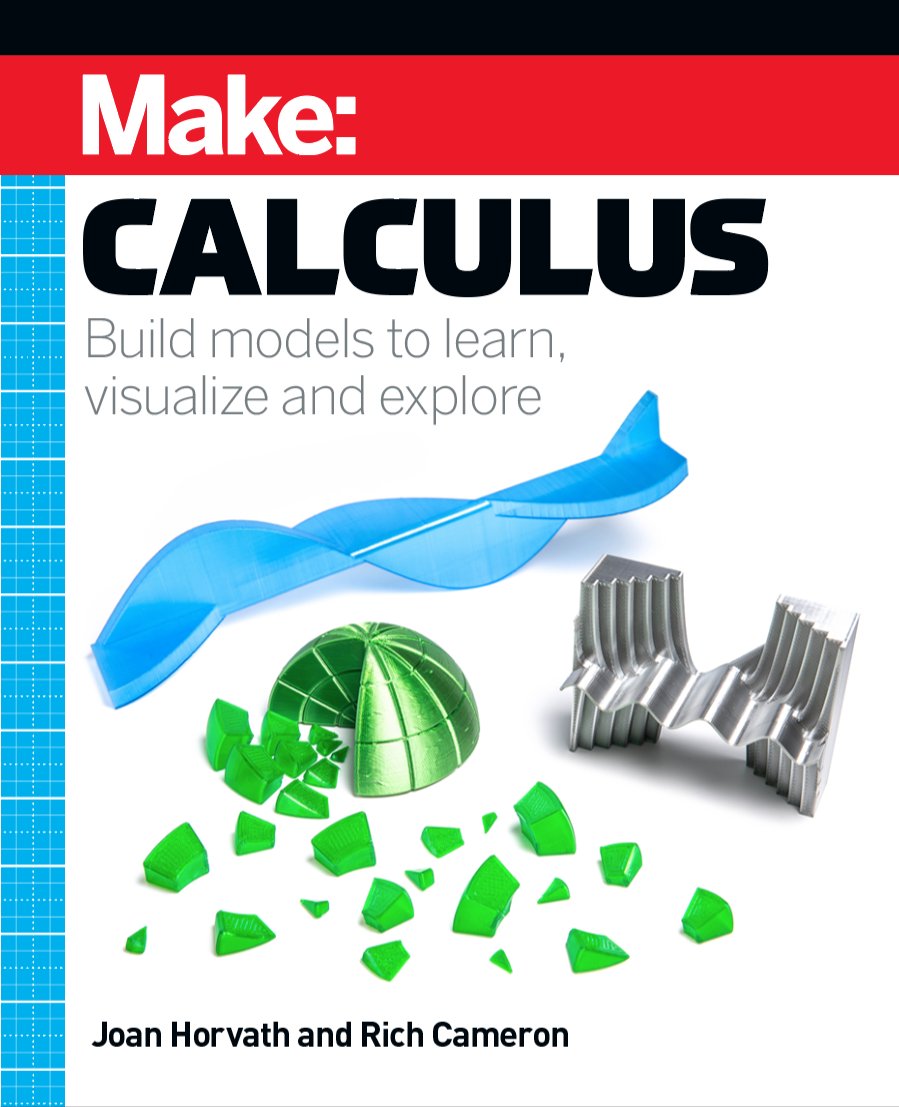 Make:
CALCULUS
Build models to learn,
visualize and explore
Joan Horvath and Rich Cameron